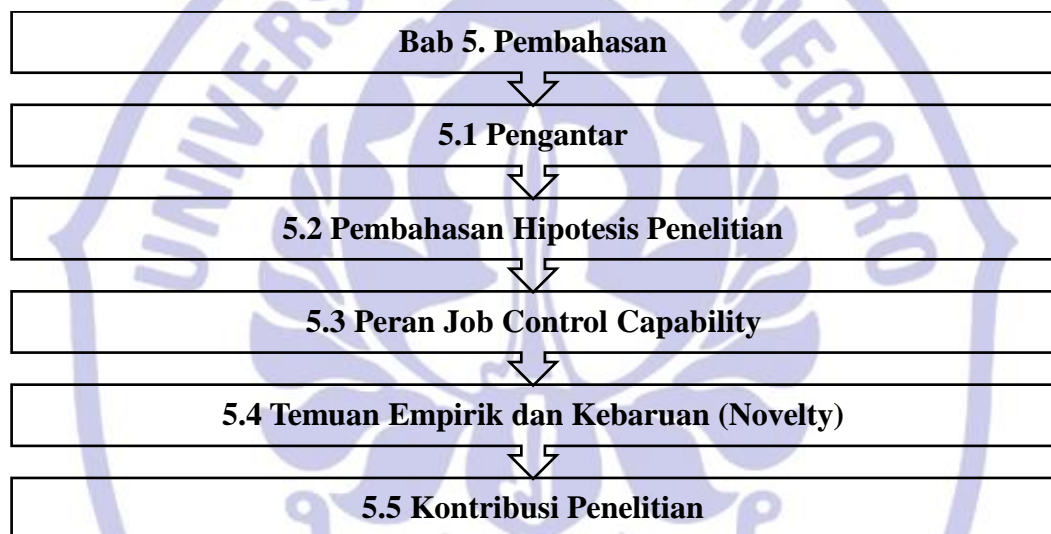 Bab 5. Pembahasan
5.1 Pengantar
5.2 Pembahasan Hipotesis Penelitian
5.3 Peran Job Control Capability
5.4 Temuan Empirik dan Kebaruan (Novelty)
5.5 Kontribusi Penelitian